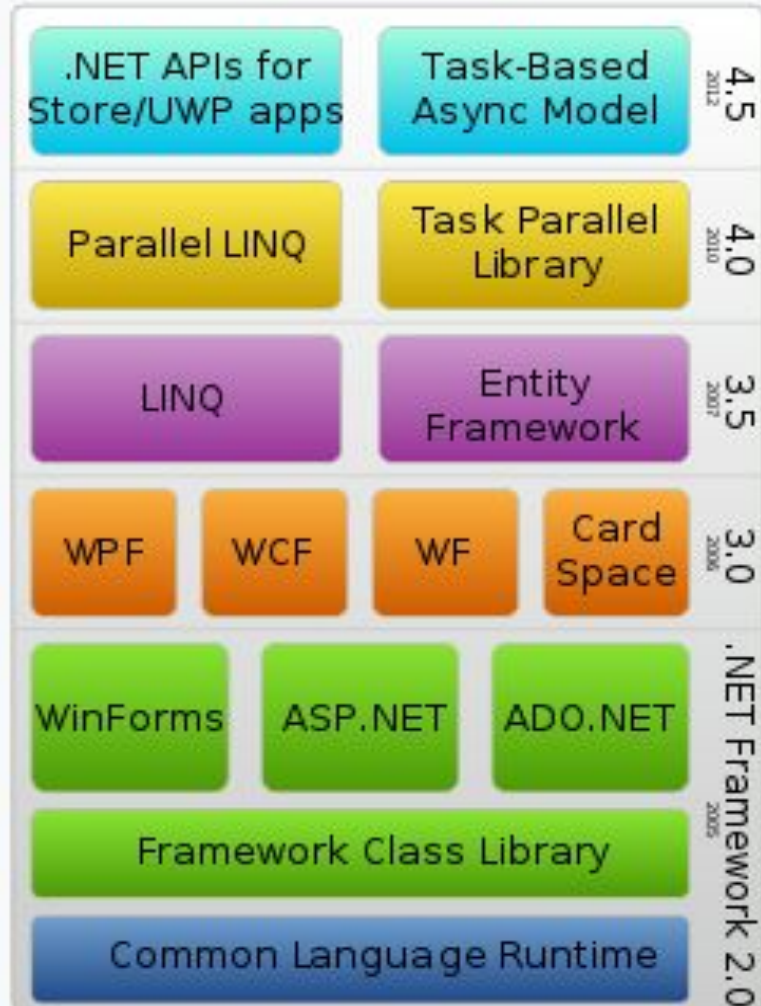 .NET APIs for
Store/UWP apps
Task-Based
Async Model
4.5
2012
Parallel LINQ
Task Parallel
Library
4.0
2010
LINQ
Entity
Framework
3.5
2007
WPF
WCF
WF
Card
Space
3.0
2006
WinForms
ASP.NET
ADO.NET
Framework Class Library
Common Language Runtime
.NET Framework 2.0
2005